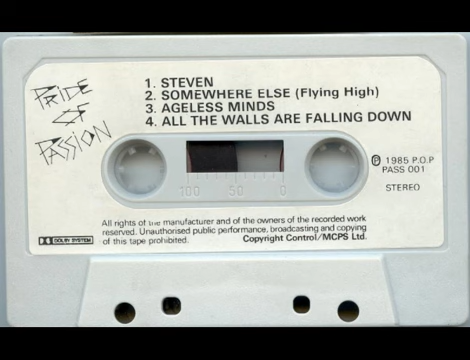 PRIDE
OF
PASSION
1. STEVEN
2. SOMEWHERE ELSE (Flying High)
3. AGELESS MINDS
4. ALL THE WALLS ARE FALLING DOWN
100 50 0
℗ 1985 P.O.P
PASS 001
STEREO
All rights of the manufacturer and of the owners of the recorded work
reserved. Unauthorised public performance, broadcasting and copying
of this tape prohibited. Copyright Control/MCPS Ltd.
DOLBY SYSTEM